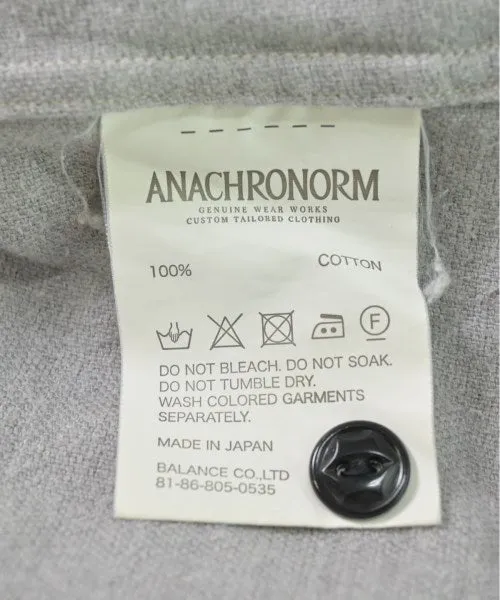 ANACHRONORM
GENUINE WEAR WORKS
CUSTOM TAILORED CLOTHING
100% COTTON
F
DO NOT BLEACH. DO NOT SOAK.
DO NOT TUMBLE DRY.
WASH COLORED GARMENTS
SEPARATELY.
MADE IN JAPAN
BALANCE CO.,LTD
81-86-805-0535